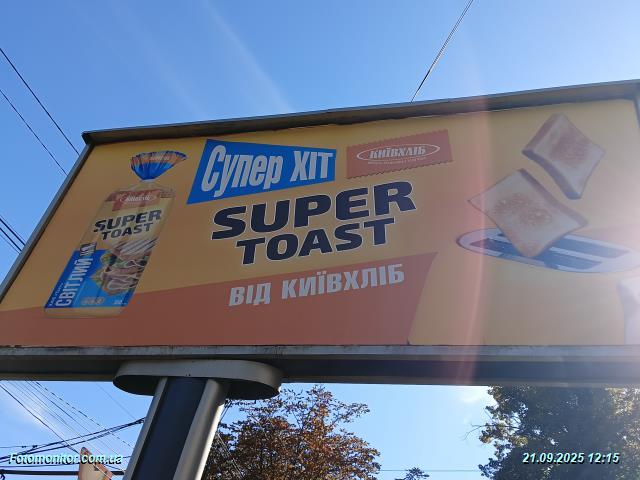 Супер ХІТ
КИЇВХЛІБ
SUPER
TOAST
ВІД КИЇВХЛІБ
SUPER
TOAST
СВІТЛИЙ
Fotomonitor.com.ua
21.09.2025 12:15